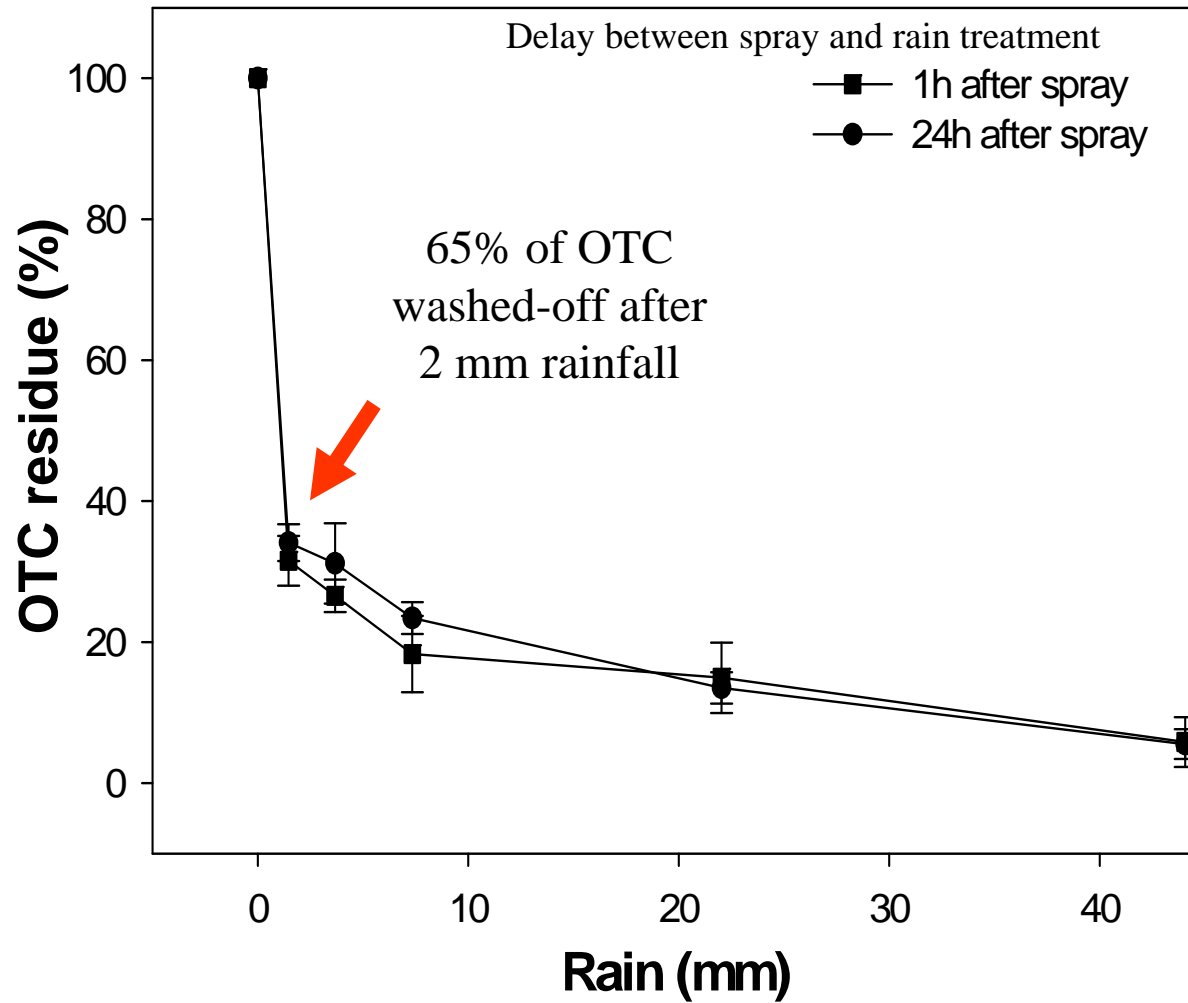 Delay between spray and rain treatment
1h after spray
24h after spray
65% of OTC
washed-off after
2 mm rainfall
OTC residue (%)
100
80
60
40
20
0
0 10 20 30 40
Rain (mm)